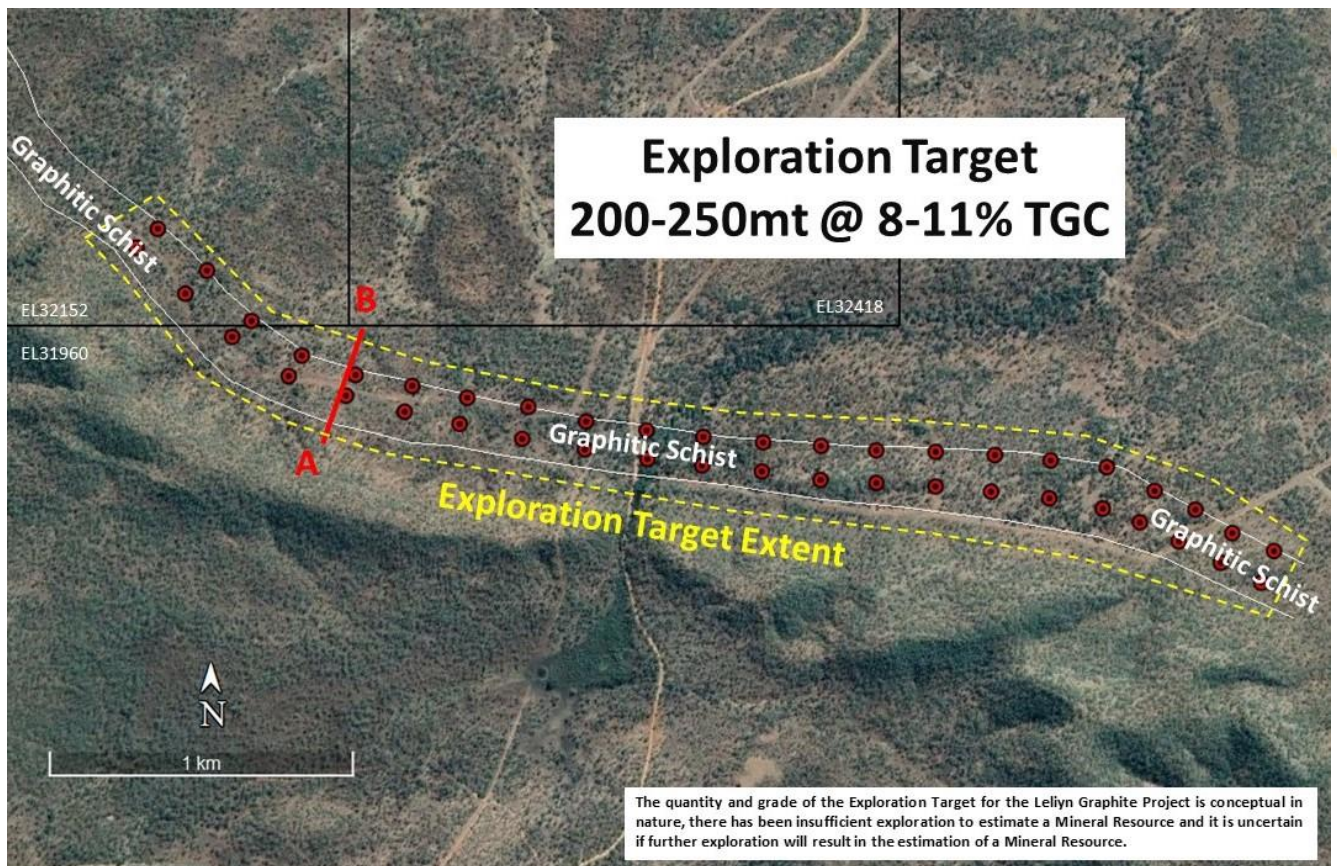 Exploration Target
200-250mt @ 8-11% TGC
Graphitic Schist
EL32152
EL32418
EL31960
B
A
Graphitic Schist
Exploration Target Extent
Graphitic Schist
N
1 km
The quantity and grade of the Exploration Target for the Leliyn Graphite Project is conceptual in
nature, there has been insufficient exploration to estimate a Mineral Resource and it is uncertain
if further exploration will result in the estimation of a Mineral Resource.